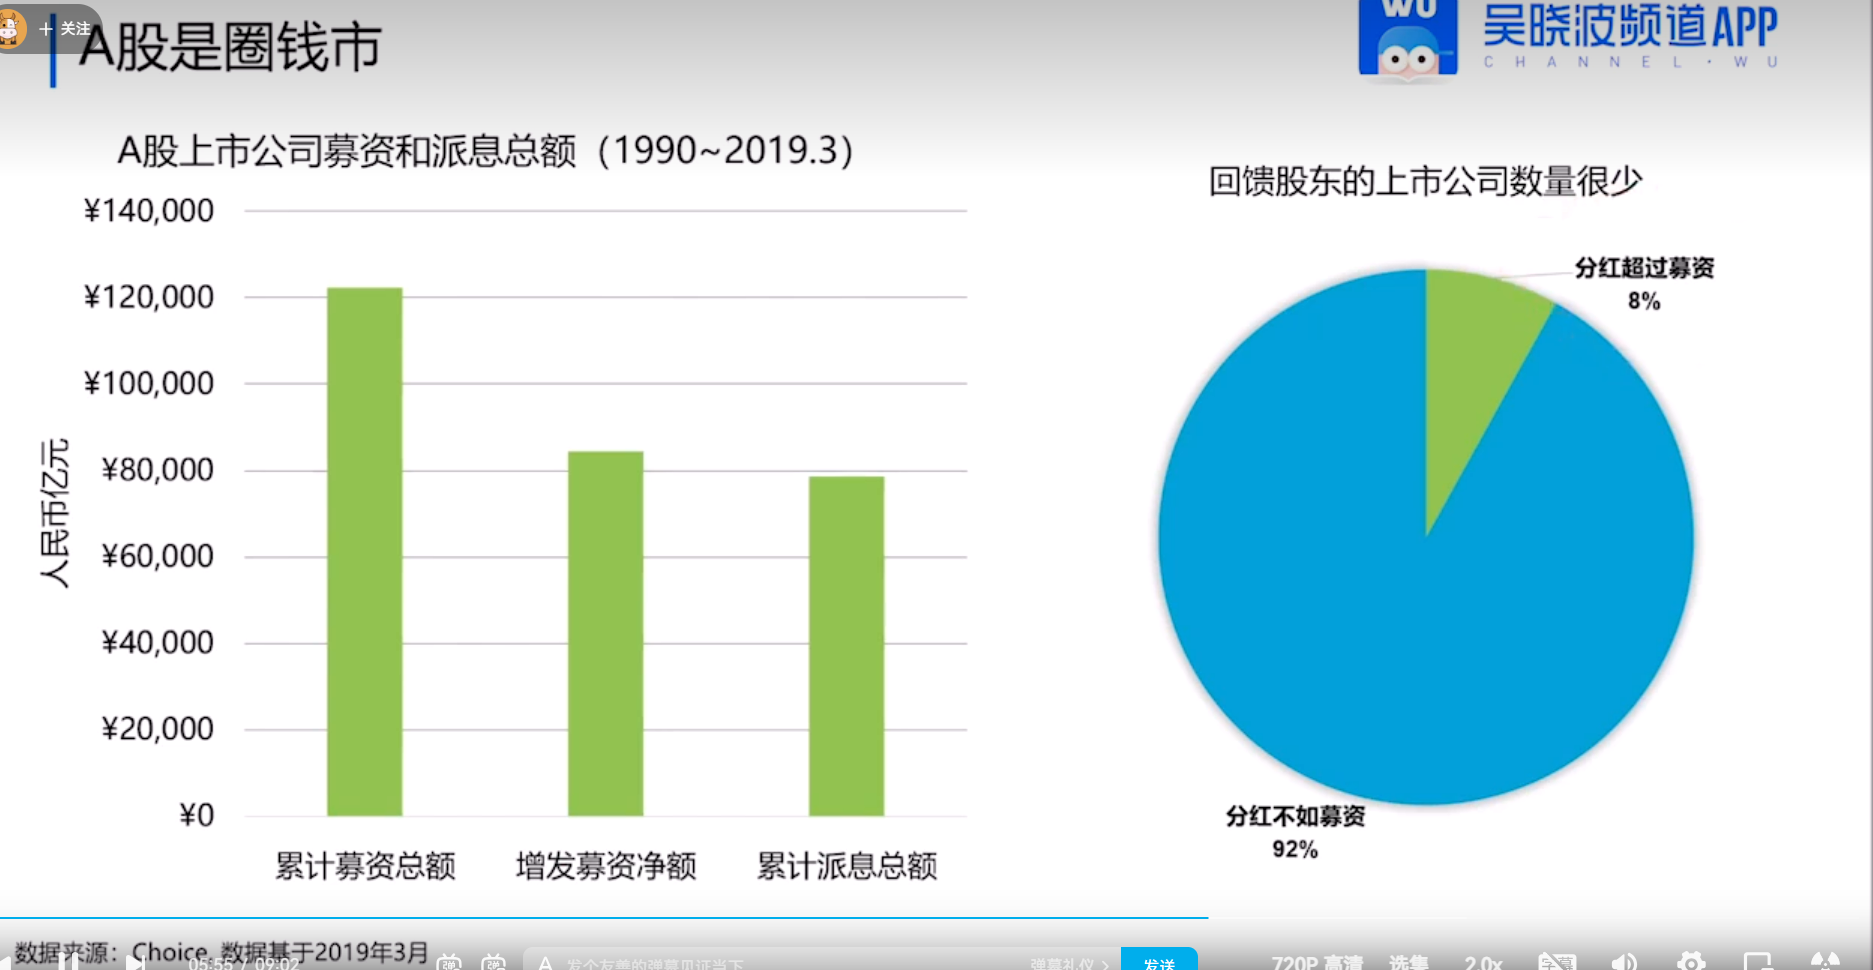 + 关注
A股是圈钱市
WU
吴晓波频道APP
CHANNEL·WU
A股上市公司募资和派息总额（1990~2019.3）
人民币亿元
¥140,000
¥120,000
¥100,000
¥80,000
¥60,000
¥40,000
¥20,000
¥0
累计募资总额 增发募资净额 累计派息总额
回馈股东的上市公司数量很少
分红超过募资
8%
分红不如募资
92%
数据来源：Choice, 数据基于2019年3月
05:55 / 09:02
弹 弹
A 发个友善的弹幕见证当下
弹幕礼仪 >
发送
720P 高清 选集 2.0x 字幕